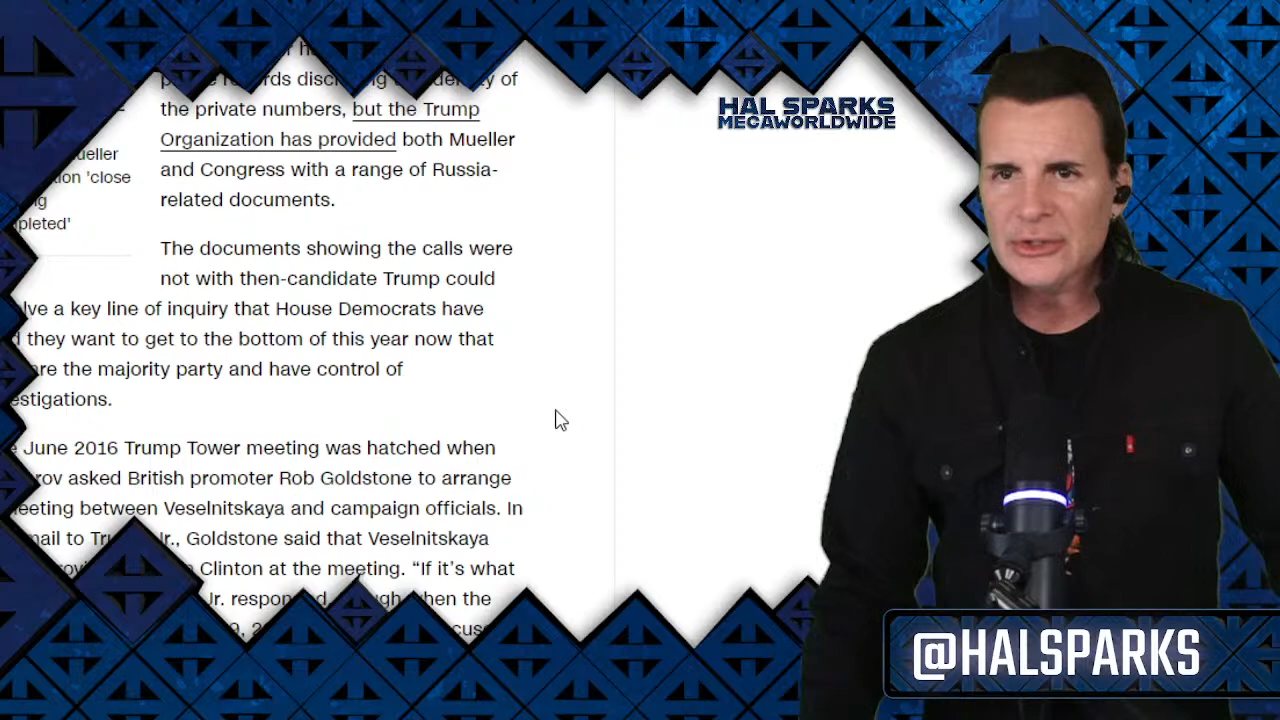 of
the private numbers, but the Trump
Organization has provided both Mueller
and Congress with a range of Russia-
related documents.
The documents showing the calls were
not with then-candidate Trump could
a key line of inquiry that House Democrats have
they want to get to the bottom of this year now that
the majority party and have control of
June 2016 Trump Tower meeting was hatched when
asked British promoter Rob Goldstone to arrange
between Veselnitskaya and campaign officials. In
Jr., Goldstone said that Veselnitskaya
Clinton at the meeting. “If it’s what
Jr. when the
'close
HAL SPARKS
MEGAWORLDWIDE
@HALSPARKS